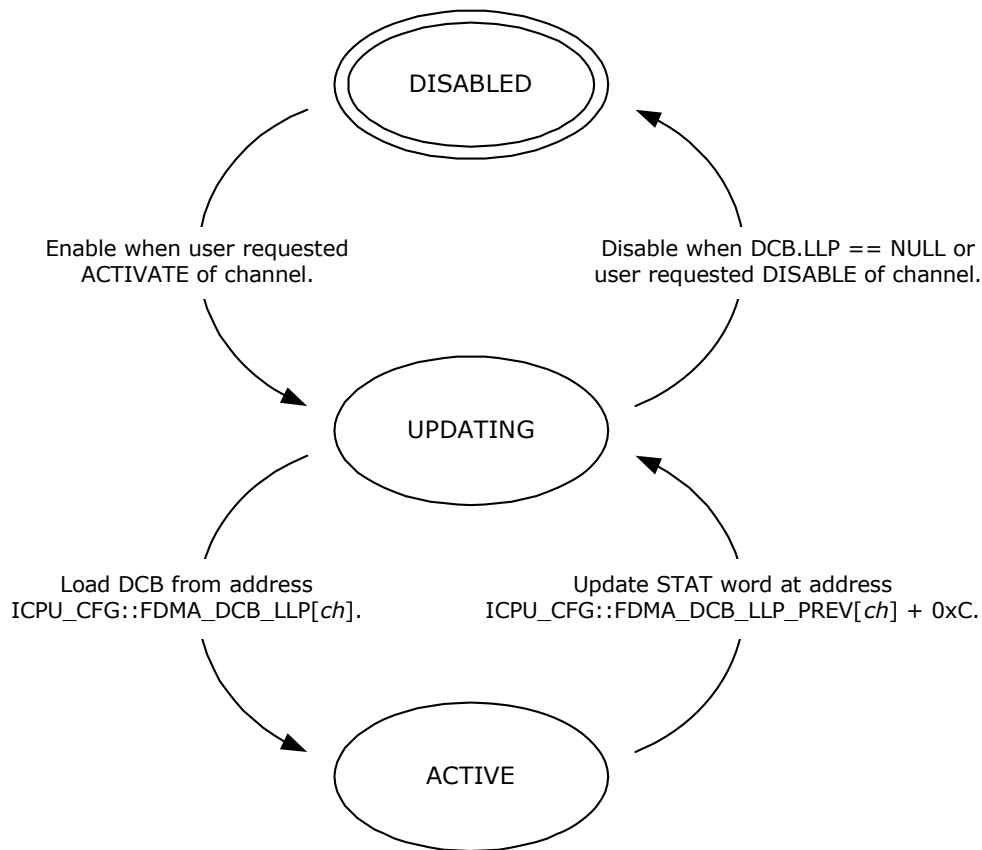 DISABLED
Enable when user requested
ACTIVATE of channel.
Disable when DCB.LLP == NULL or
user requested DISABLE of channel.
UPDATING
Load DCB from address
ICPU_CFG::FDMA_DCB_LLP[ch].
Update STAT word at address
ICPU_CFG::FDMA_DCB_LLP_PREV[ch] + 0xC.
ACTIVE